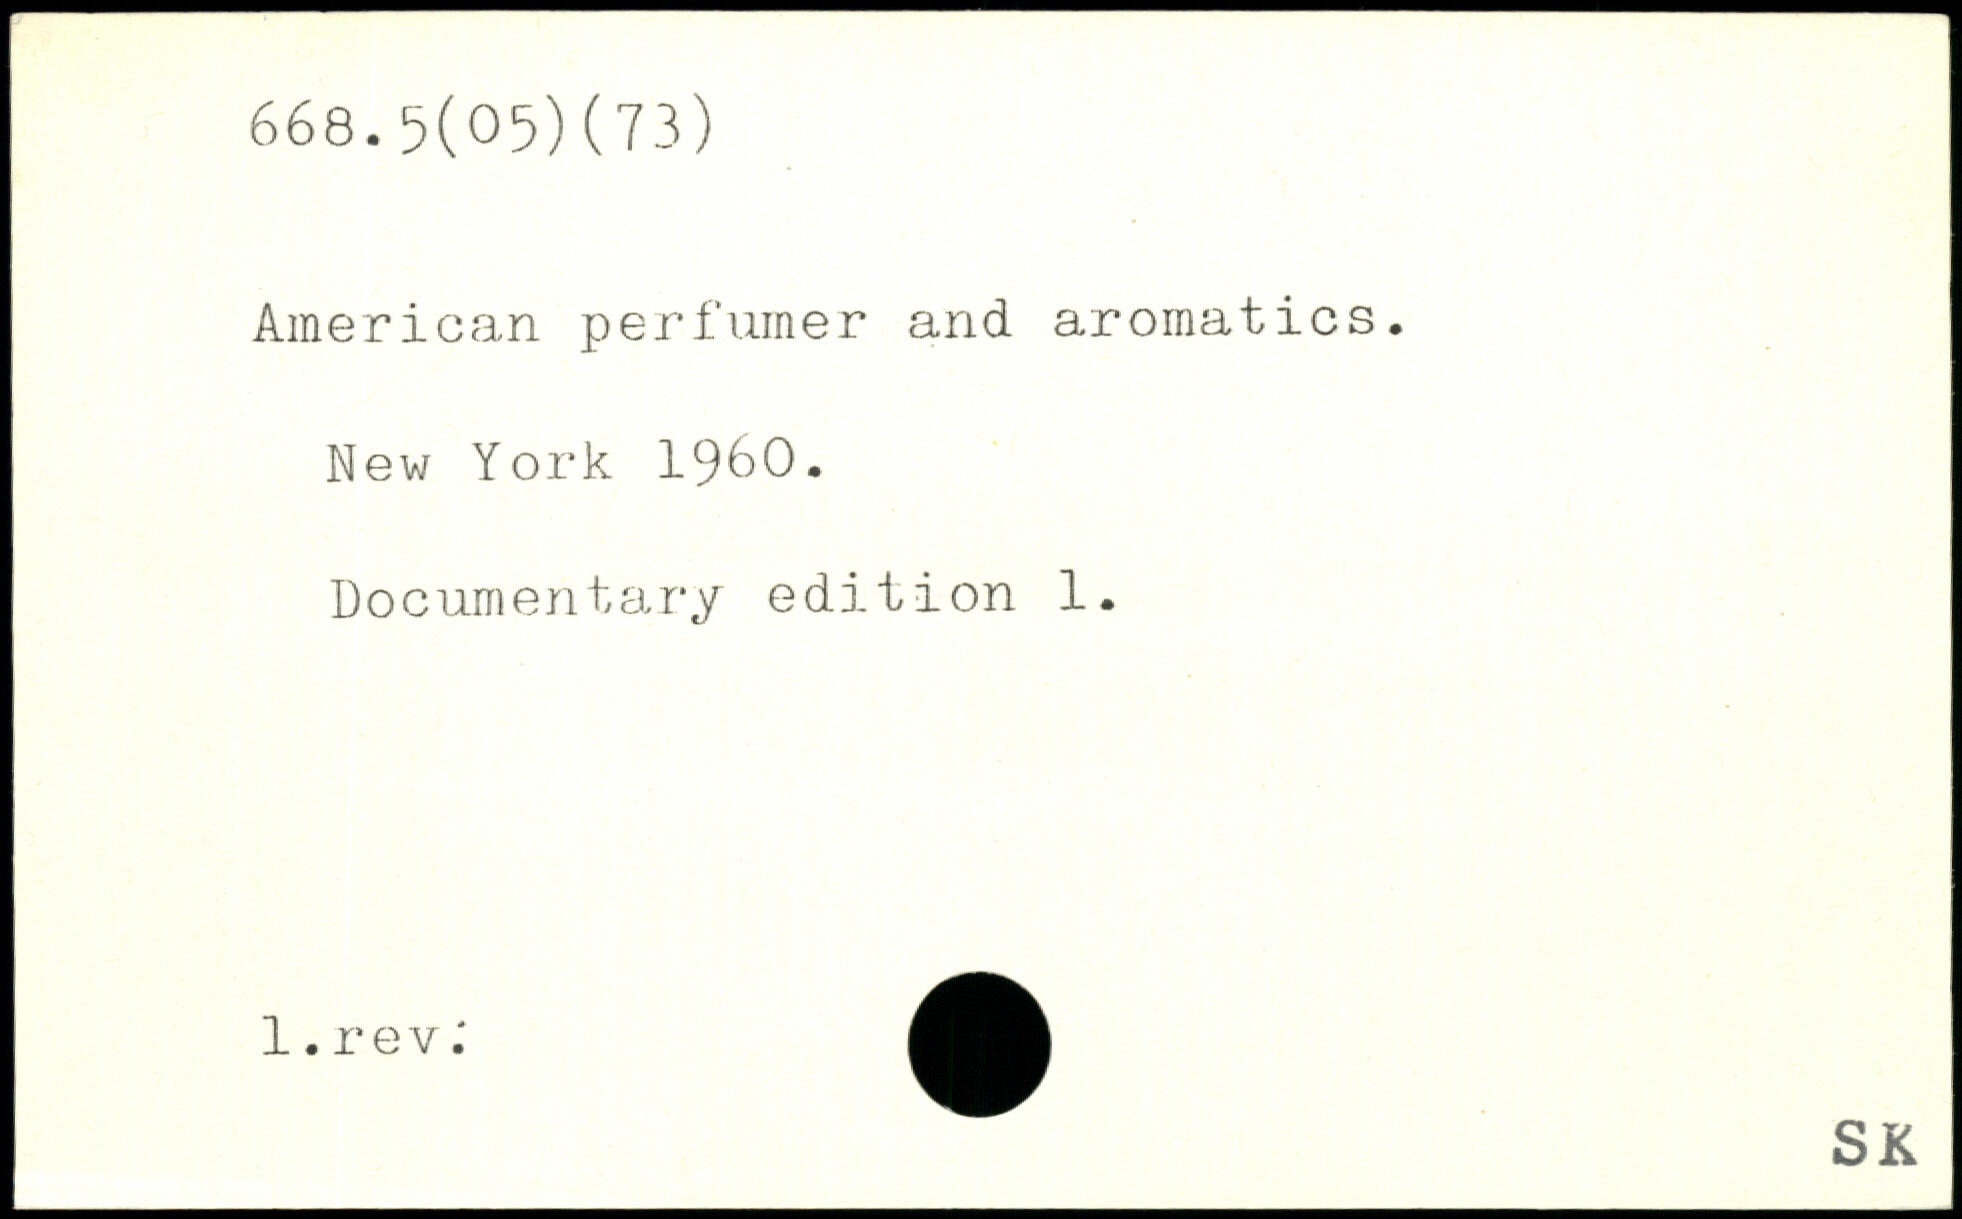 668.5(05)(73)
American perfumer and aromatics.
New York 1960.
Documentary edition 1.
1.rev:
SK